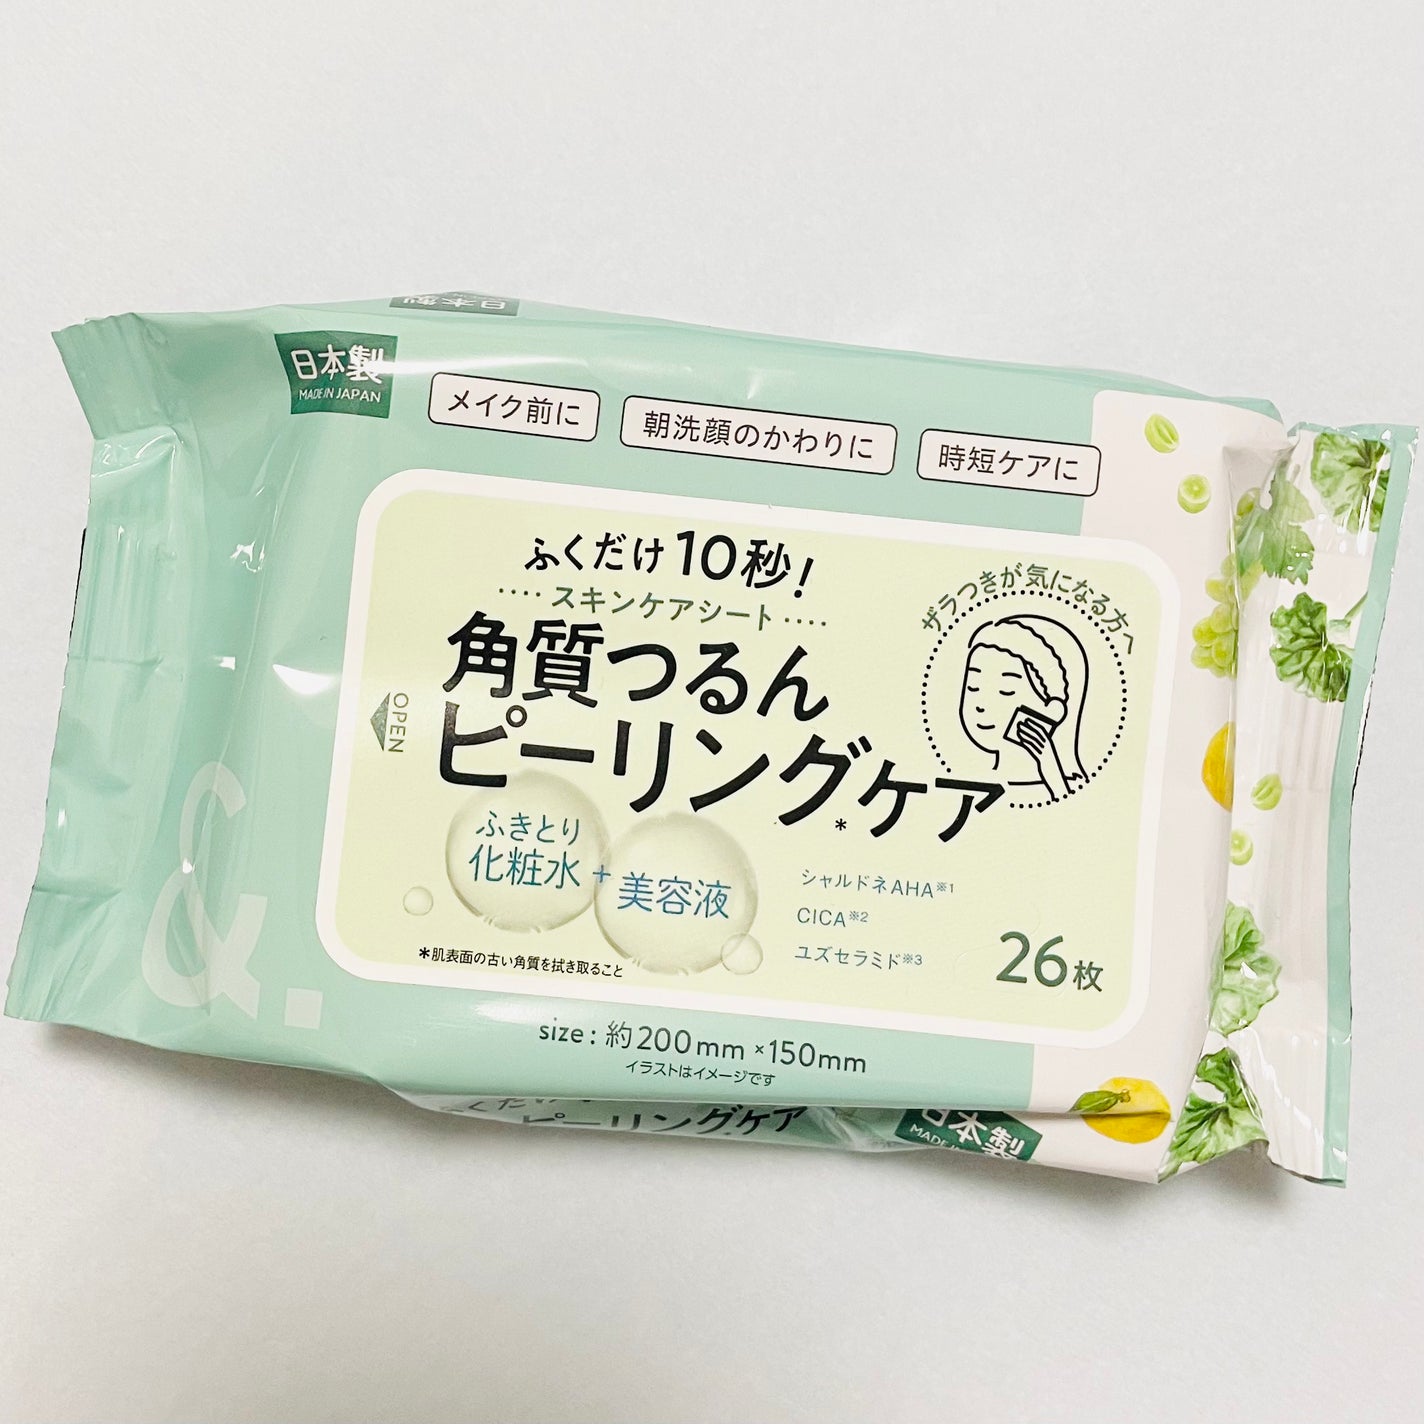 日本製
日本製
MADE IN JAPAN
メイク前に
朝洗顔のかわりに
時短ケアに
ふくだけ10秒!
‥‥スキンケアシート‥‥
ザラつきが気になる方へ
角質つるん
ピーリング*ケア
OPEN
ふきとり
化粧水
+
美容液
シャルドネAHA※1
CICA※2
ユズセラミド※3
26枚
*肌表面の古い角質を拭き取ること
&.
size : 約200mm×150mm
イラストはイメージです
ピーリングケア
日本製